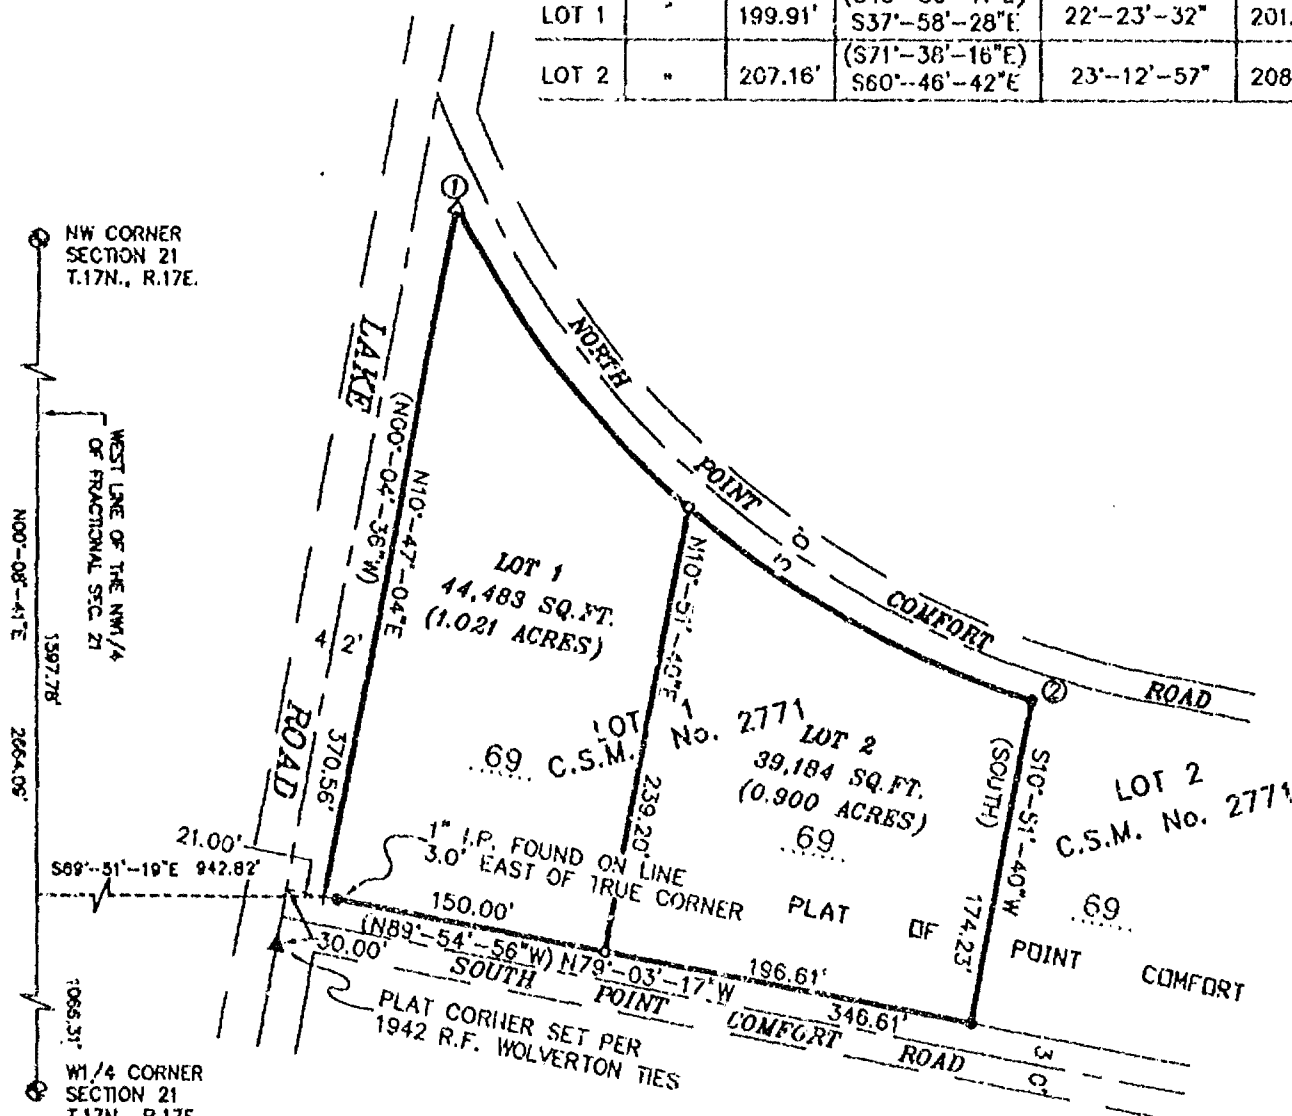 LOT 1 " 199.91' S37°-58'-28"E 22°-23'-32" 201.
(S71°-38'-16"E)
LOT 2 " 207.16' S60°-46'-42"E 23°-12'-57" 208
①
NW CORNER
SECTION 21
T.17N., R.17E.
LAKE
ROAD
NORTH
POINT
COMFORT
ROAD
50'
WEST LINE OF THE NW1/4
OF FRACTIONAL SEC. 21
N00°-08'-41"E 2664.09'
1597.78'
1066.31'
(N00°-04'-36"W)
N10°-47'-04"E
370.56'
42'
LOT 1
44,483 SQ.FT.
(1.021 ACRES)
N10°-51'-40"E
239.20'
LOT 1
C.S.M. No. 2771
69
LOT 2
39,184 SQ.FT.
(0.900 ACRES)
69
②
S10°-51'-40"W
(SOUTH)
174.23'
LOT 2
C.S.M. No. 2771
69
21.00'
S89°-51'-19"E 942.82'
1" I.P. FOUND ON LINE
3.0' EAST OF TRUE CORNER
150.00'
PLAT OF POINT COMFORT
(N89°-54'-56"W) N79°-03'-17"W
196.61'
346.61'
30.00'
SOUTH POINT COMFORT ROAD
30'
PLAT CORNER SET PER
1942 R.F. WOLVERTON TIES
W1/4 CORNER
SECTION 21
T.17N., R.17E.